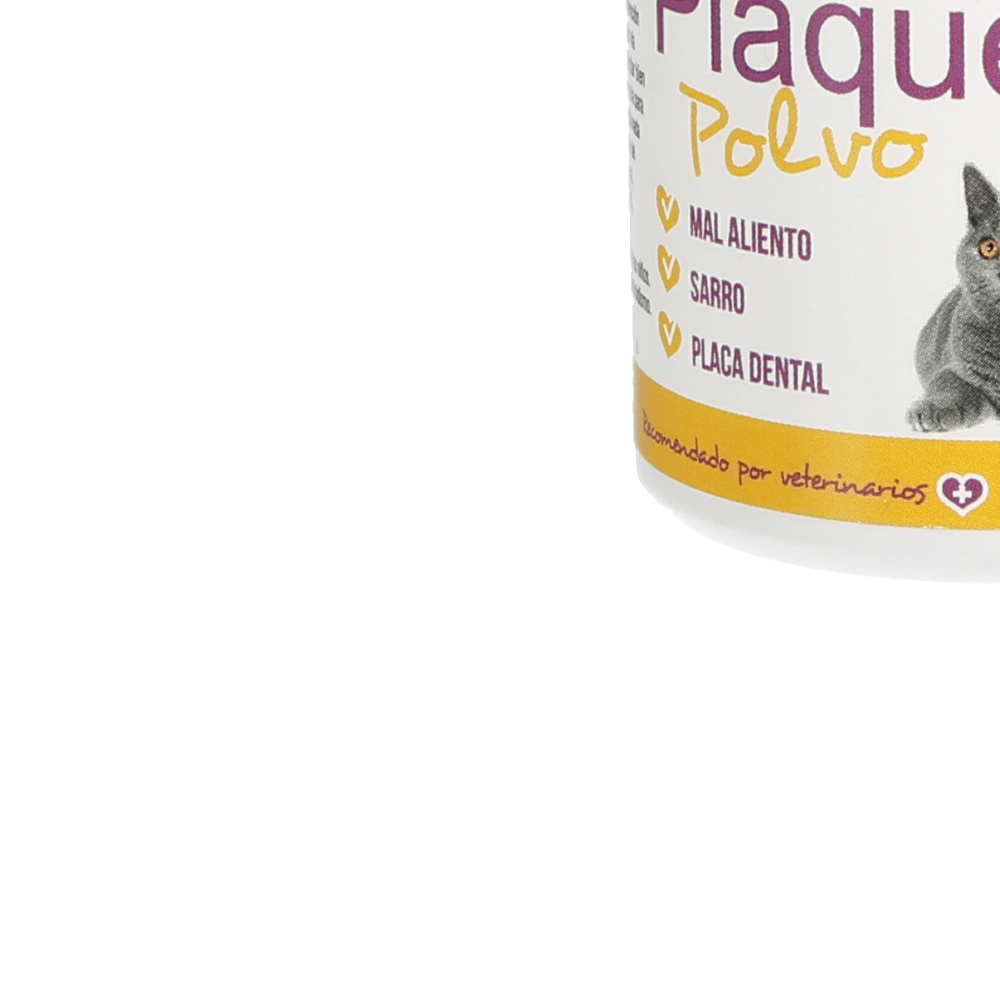 Plaque
Polvo
MAL ALIENTO
SARRO
PLACA DENTAL
Recomendado por veterinarios